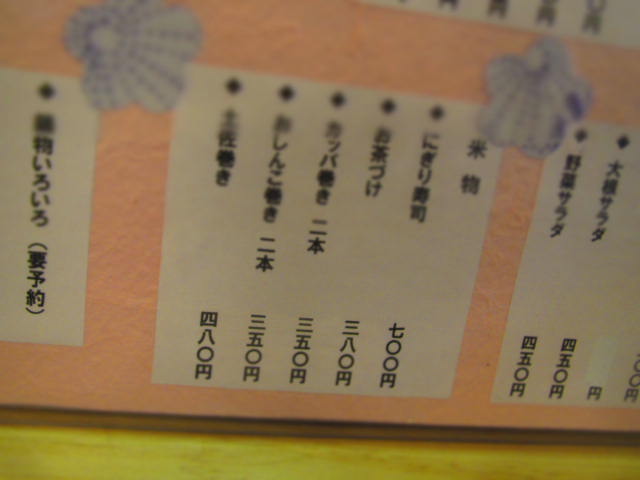 大根サラダ
野菜サラダ
四五〇円
四五〇円
円
米物
にぎり寿司 七〇〇円
お茶づけ 三八〇円
カッパ巻き 二本 三五〇円
おしんこ巻き 二本 三五〇円
土佐巻き 四八〇円
鍋物いろいろ（要予約）